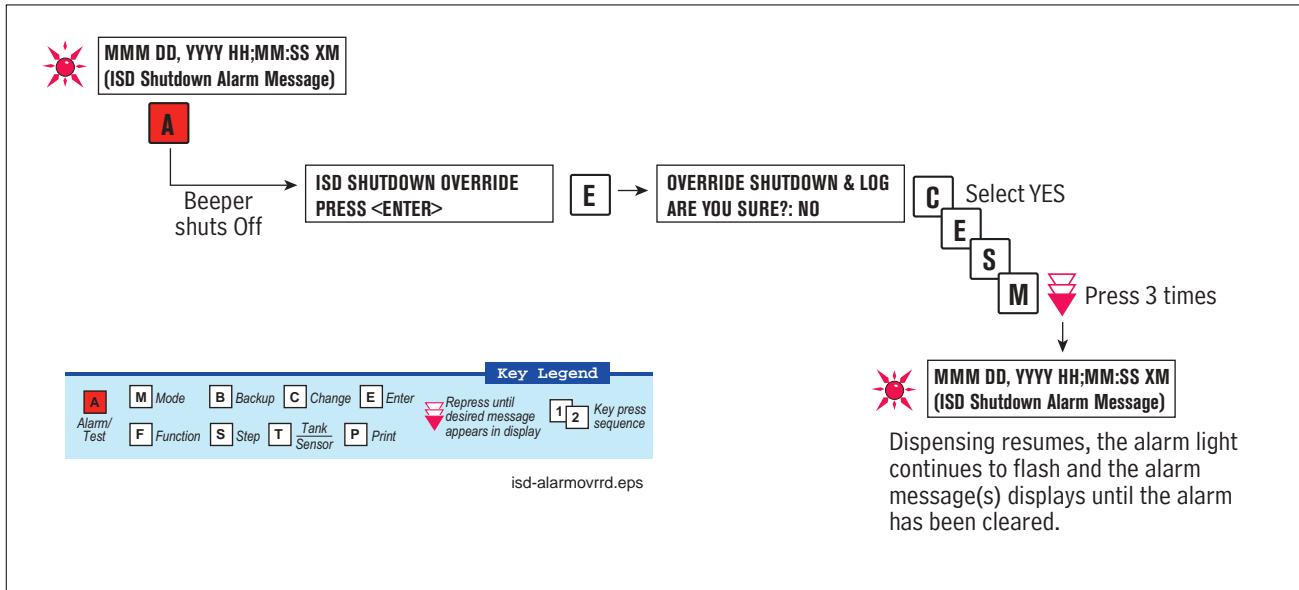 MMM DD, YYYY HH;MM:SS XM
(ISD Shutdown Alarm Message)
A
Beeper
shuts Off
ISD SHUTDOWN OVERRIDE
PRESS <ENTER>
E
OVERRIDE SHUTDOWN & LOG
ARE YOU SURE?: NO
C
Select YES
E
S
M
Press 3 times
MMM DD, YYYY HH;MM:SS XM
(ISD Shutdown Alarm Message)
Dispensing resumes, the alarm light
continues to flash and the alarm
message(s) displays until the alarm
has been cleared.
Key Legend
A
Alarm/
Test
M Mode
B Backup
C Change
E Enter
F Function
S Step
T Tank
Sensor
P Print
Repress until
desired message
appears in display
1 2
Key press
sequence
isd-alarmovrrd.eps